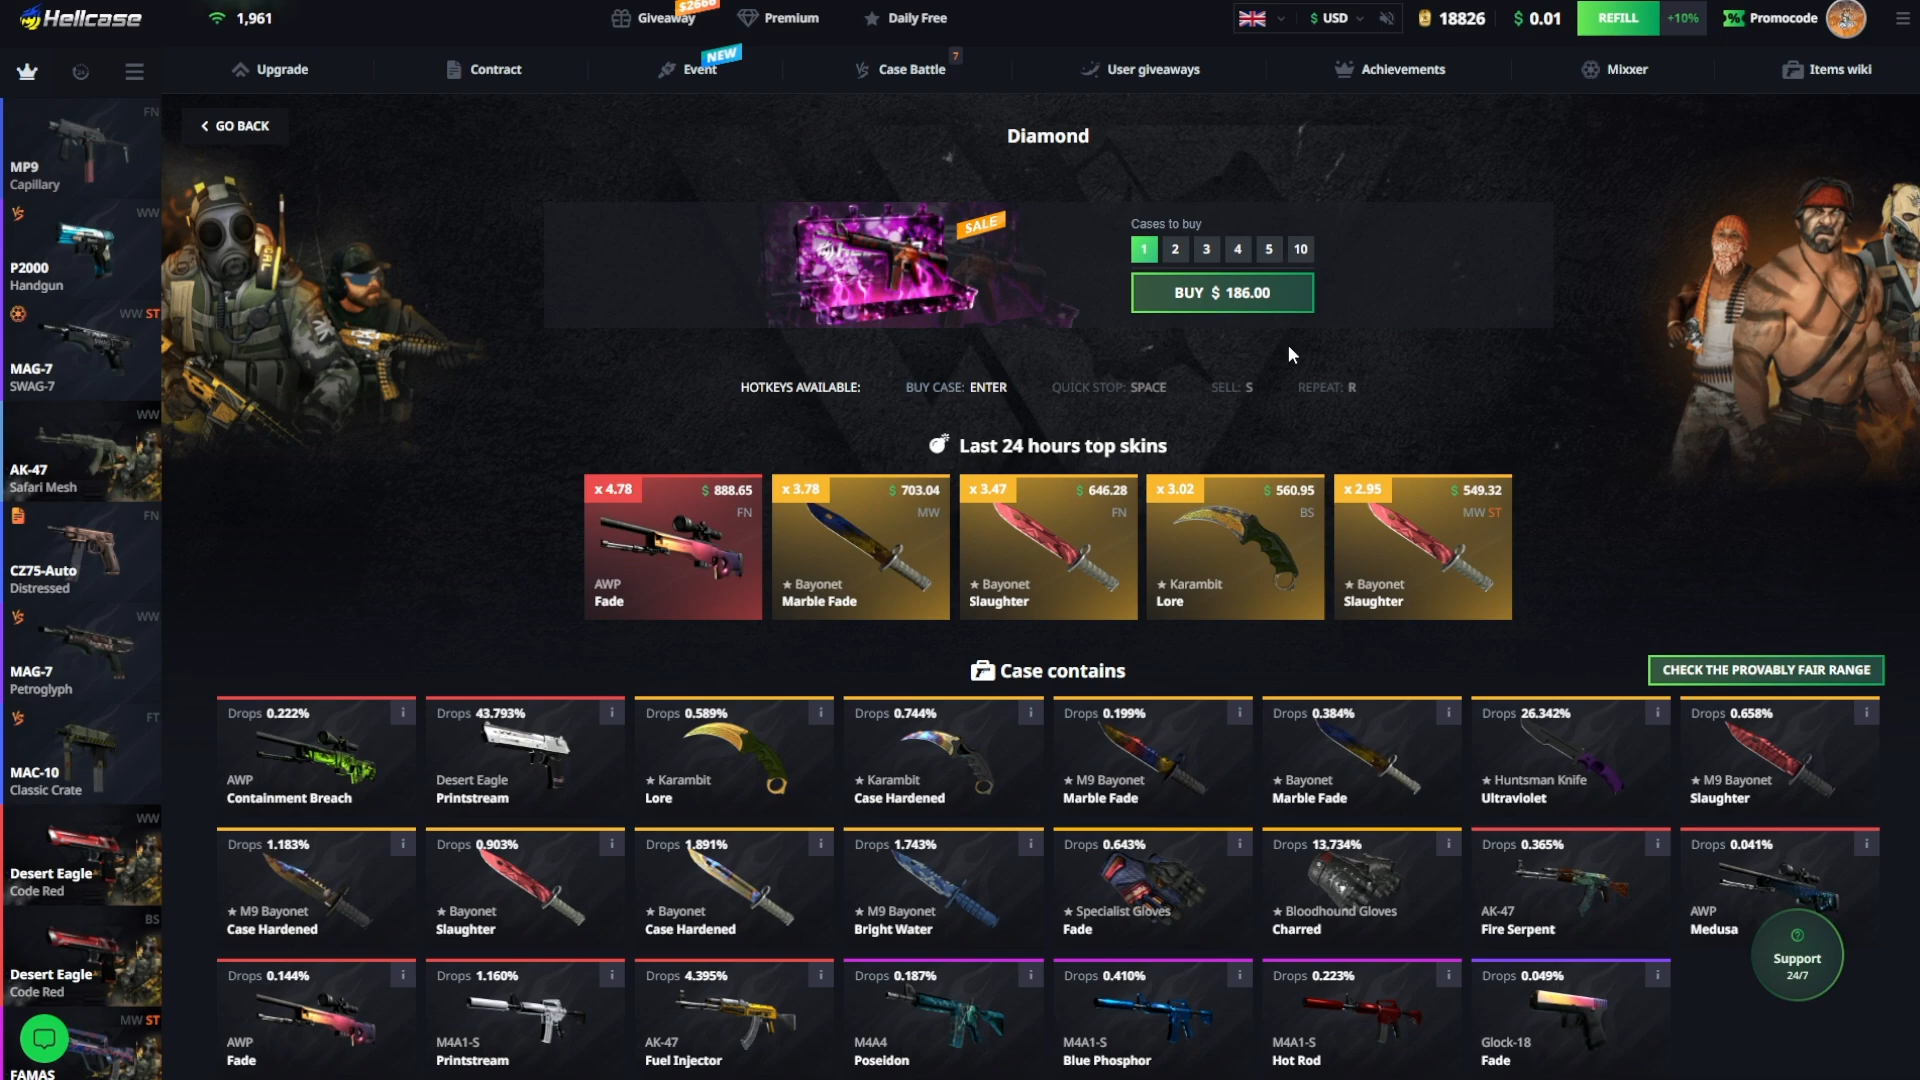 Hellcase
1,961
Giveaway
$2666
Premium
Daily Free
$ USD
18826
$ 0.01
REFILL
+10%
% Promocode
24
Upgrade
Contract
Event
NEW
Case Battle
7
User giveaways
Achievements
Mixxer
Items wiki
GO BACK
Diamond
SALE
Cases to buy
1 2 3 4 5 10
BUY $ 186.00
HOTKEYS AVAILABLE: BUY CASE: ENTER QUICK STOP: SPACE SELL: S REPEAT: R
Last 24 hours top skins
x 4.78 $ 888.65
FN
AWP
Fade
x 3.78 $ 703.04
MW
★ Bayonet
Marble Fade
x 3.47 $ 646.28
FN
★ Bayonet
Slaughter
x 3.02 $ 560.95
BS
★ Karambit
Lore
x 2.95 $ 549.32
MW ST
★ Bayonet
Slaughter
Case contains
CHECK THE PROVABLY FAIR RANGE
Drops 0.222% i
AWP
Containment Breach
Drops 43.793% i
Desert Eagle
Printstream
Drops 0.589% i
★ Karambit
Lore
Drops 0.744% i
★ Karambit
Case Hardened
Drops 0.199% i
★ M9 Bayonet
Marble Fade
Drops 0.384% i
★ Bayonet
Marble Fade
Drops 26.342% i
★ Huntsman Knife
Ultraviolet
Drops 0.658% i
★ M9 Bayonet
Slaughter
Drops 1.183% i
★ M9 Bayonet
Case Hardened
Drops 0.903% i
★ Bayonet
Slaughter
Drops 1.891% i
★ Bayonet
Case Hardened
Drops 1.743% i
★ M9 Bayonet
Bright Water
Drops 0.643% i
★ Specialist Gloves
Fade
Drops 13.734% i
★ Bloodhound Gloves
Charred
Drops 0.365% i
AK-47
Fire Serpent
Drops 0.041% i
AWP
Medusa
Drops 0.144% i
AWP
Fade
Drops 1.160% i
M4A1-S
Printstream
Drops 4.395% i
AK-47
Fuel Injector
Drops 0.187% i
M4A4
Poseidon
Drops 0.410% i
M4A1-S
Blue Phosphor
Drops 0.223% i
M4A1-S
Hot Rod
Drops 0.049% i
Glock-18
Fade
Support
24/7
FN
MP9
Capillary
VS WW
P2000
Handgun
WW ST
MAG-7
SWAG-7
WW
AK-47
Safari Mesh
FN
CZ75-Auto
Distressed
VS WW
MAG-7
Petroglyph
VS FT
MAC-10
Classic Crate
WW
Desert Eagle
Code Red
BS
Desert Eagle
Code Red
MW ST
FAMAS